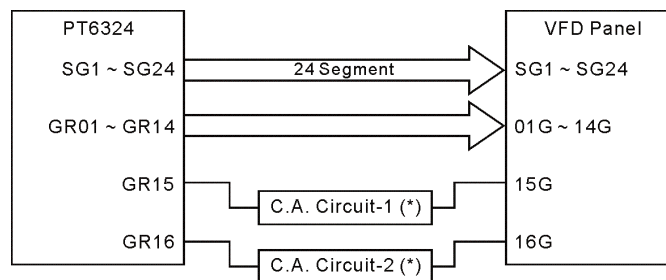 PT6324
VFD Panel
SG1 ~ SG24
24 Segment
SG1 ~ SG24
GR01 ~ GR14
01G ~ 14G
GR15
C.A. Circuit-1 (*)
15G
GR16
C.A. Circuit-2 (*)
16G